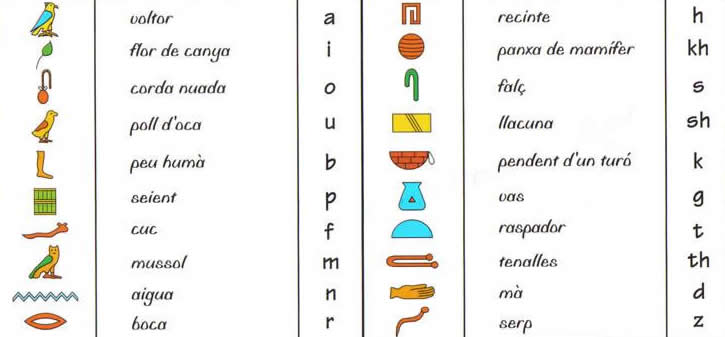 voltor a recinte h
flor de canya i panxa de mamífer kh
corda nuada o falç s
poll d'oca u llacuna sh
peu humà b pendent d'un turó k
seient p vas g
cuc f raspador t
mussol m tenalles th
aigua n mà d
boca r serp z